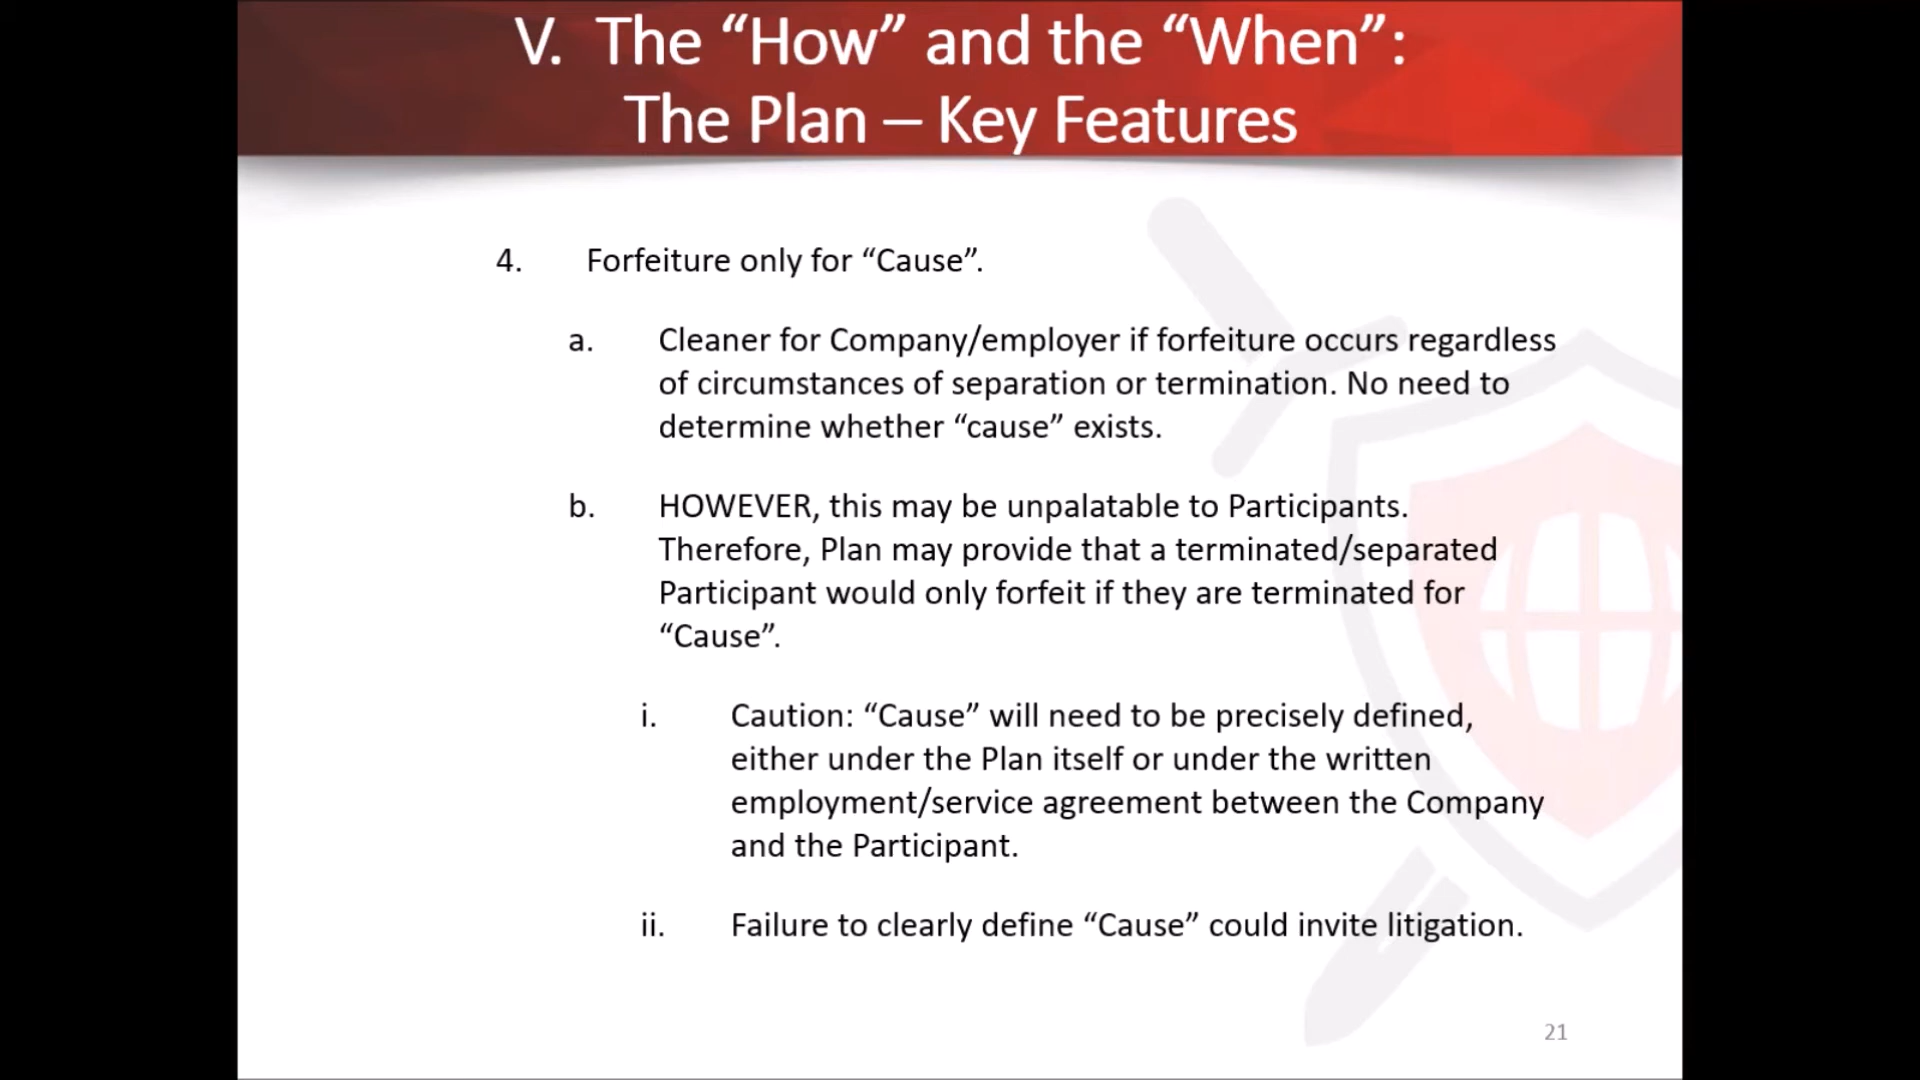 V. The “How” and the “When”:
The Plan – Key Features
4. Forfeiture only for “Cause”.
a. Cleaner for Company/employer if forfeiture occurs regardless
of circumstances of separation or termination. No need to
determine whether “cause” exists.
b. HOWEVER, this may be unpalatable to Participants.
Therefore, Plan may provide that a terminated/separated
Participant would only forfeit if they are terminated for
“Cause”.
i. Caution: “Cause” will need to be precisely defined,
either under the Plan itself or under the written
employment/service agreement between the Company
and the Participant.
ii. Failure to clearly define “Cause” could invite litigation.
21